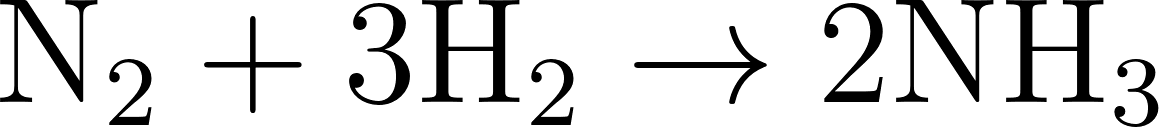 N₂ + 3H₂ → 2NH₃